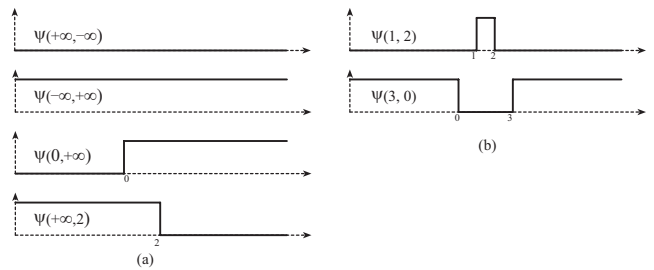 Ψ(+∞,−∞)
Ψ(−∞,+∞)
Ψ(0,+∞)
0
Ψ(+∞,2)
2
(a)
Ψ(1, 2)
1 2
Ψ(3, 0)
0 3
(b)